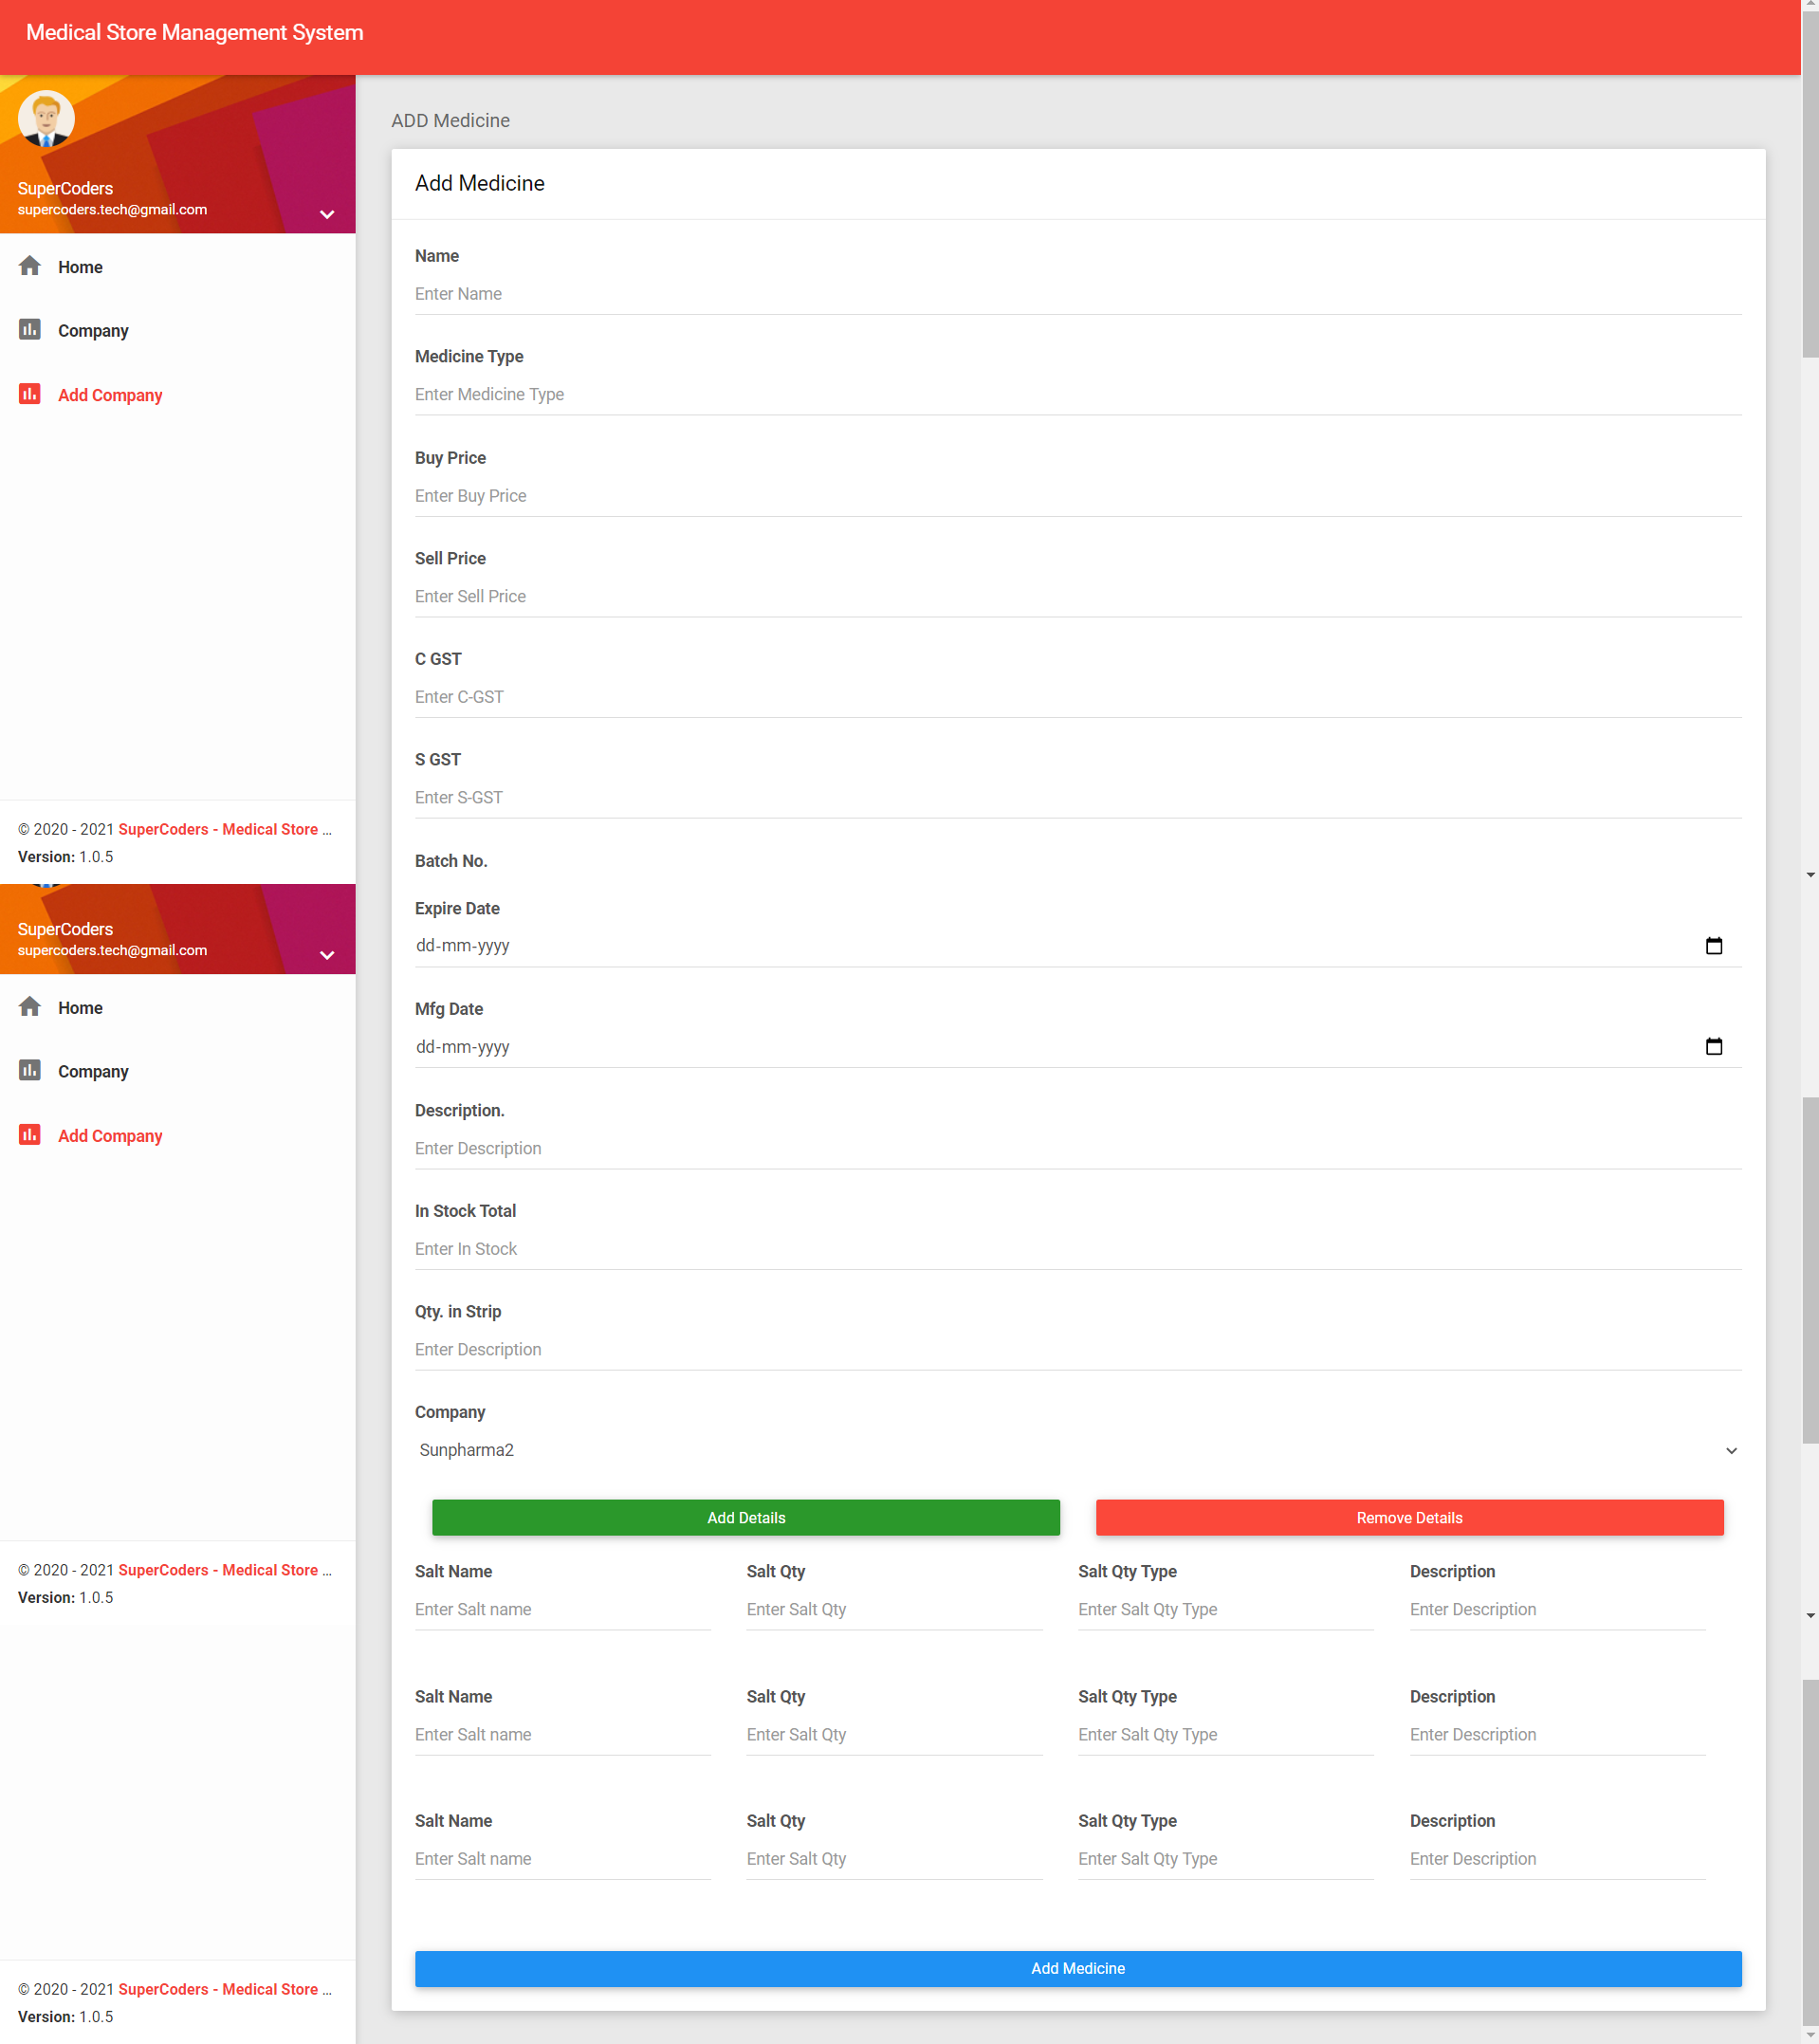 Medical Store Management System
SuperCoders
supercoders.tech@gmail.com
Home
Company
Add Company
© 2020 - 2021 SuperCoders - Medical Store ...
Version: 1.0.5
SuperCoders
supercoders.tech@gmail.com
Home
Company
Add Company
© 2020 - 2021 SuperCoders - Medical Store ...
Version: 1.0.5
© 2020 - 2021 SuperCoders - Medical Store ...
Version: 1.0.5
ADD Medicine
Add Medicine
Name
Enter Name
Medicine Type
Enter Medicine Type
Buy Price
Enter Buy Price
Sell Price
Enter Sell Price
C GST
Enter C-GST
S GST
Enter S-GST
Batch No.
Expire Date
dd-mm-yyyy
Mfg Date
dd-mm-yyyy
Description.
Enter Description
In Stock Total
Enter In Stock
Qty. in Strip
Enter Description
Company
Sunpharma2
Add Details Remove Details
Salt Name Salt Qty Salt Qty Type Description
Enter Salt name Enter Salt Qty Enter Salt Qty Type Enter Description
Salt Name Salt Qty Salt Qty Type Description
Enter Salt name Enter Salt Qty Enter Salt Qty Type Enter Description
Salt Name Salt Qty Salt Qty Type Description
Enter Salt name Enter Salt Qty Enter Salt Qty Type Enter Description
Add Medicine